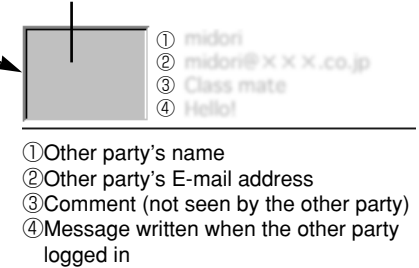 ① midori
② midori@×××.co.jp
③ Class mate
④ Hello!
①Other party's name
②Other party's E-mail address
③Comment (not seen by the other party)
④Message written when the other party
logged in